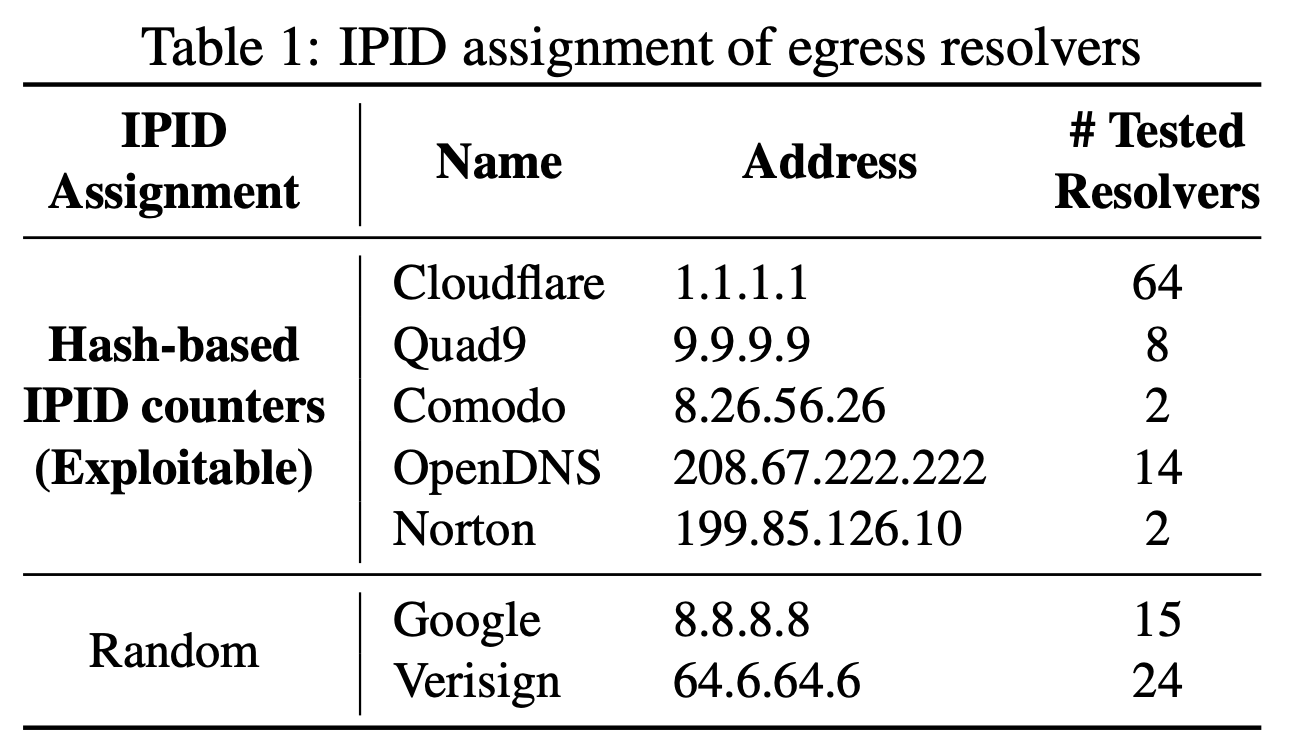 Table 1: IPID assignment of egress resolvers
IPID Assignment Name Address # Tested Resolvers
Hash-based IPID counters (Exploitable)
Cloudflare 1.1.1.1 64
Quad9 9.9.9.9 8
Comodo 8.26.56.26 2
OpenDNS 208.67.222.222 14
Norton 199.85.126.10 2
Random
Google 8.8.8.8 15
Verisign 64.6.64.6 24